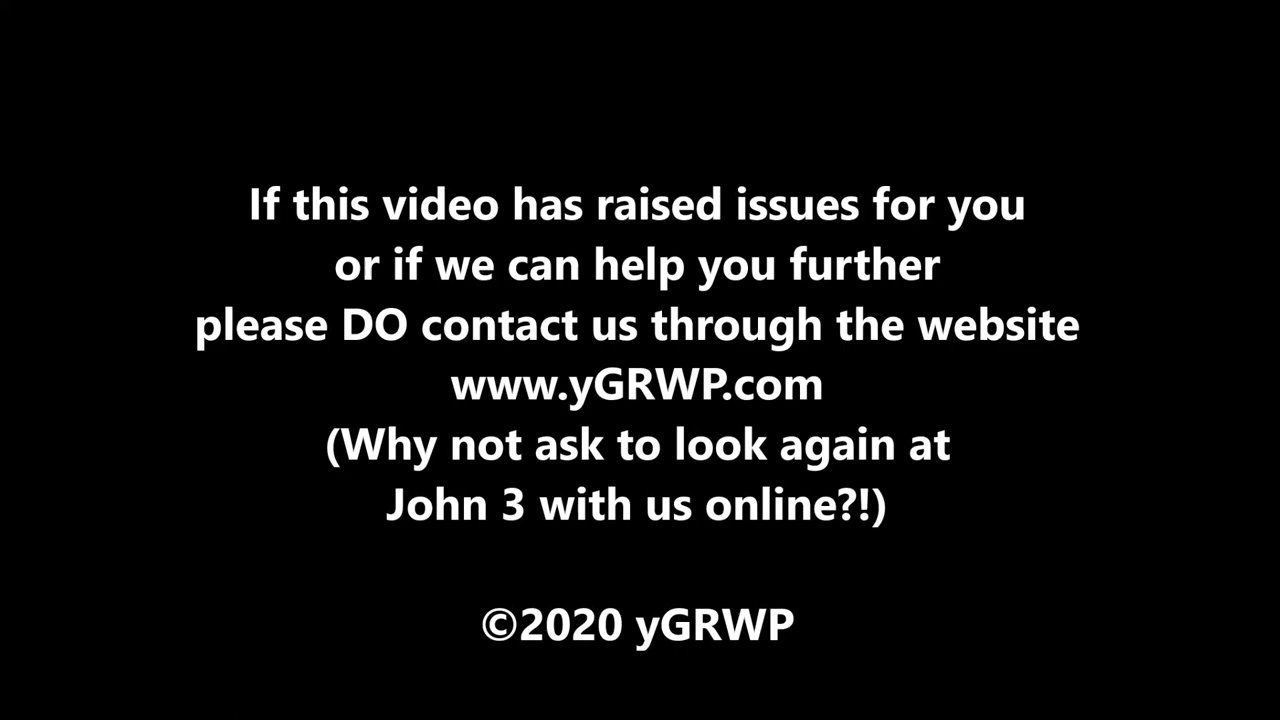 If this video has raised issues for you
or if we can help you further
please DO contact us through the website
www.yGRWP.com
(Why not ask to look again at
John 3 with us online?!)
©2020 yGRWP